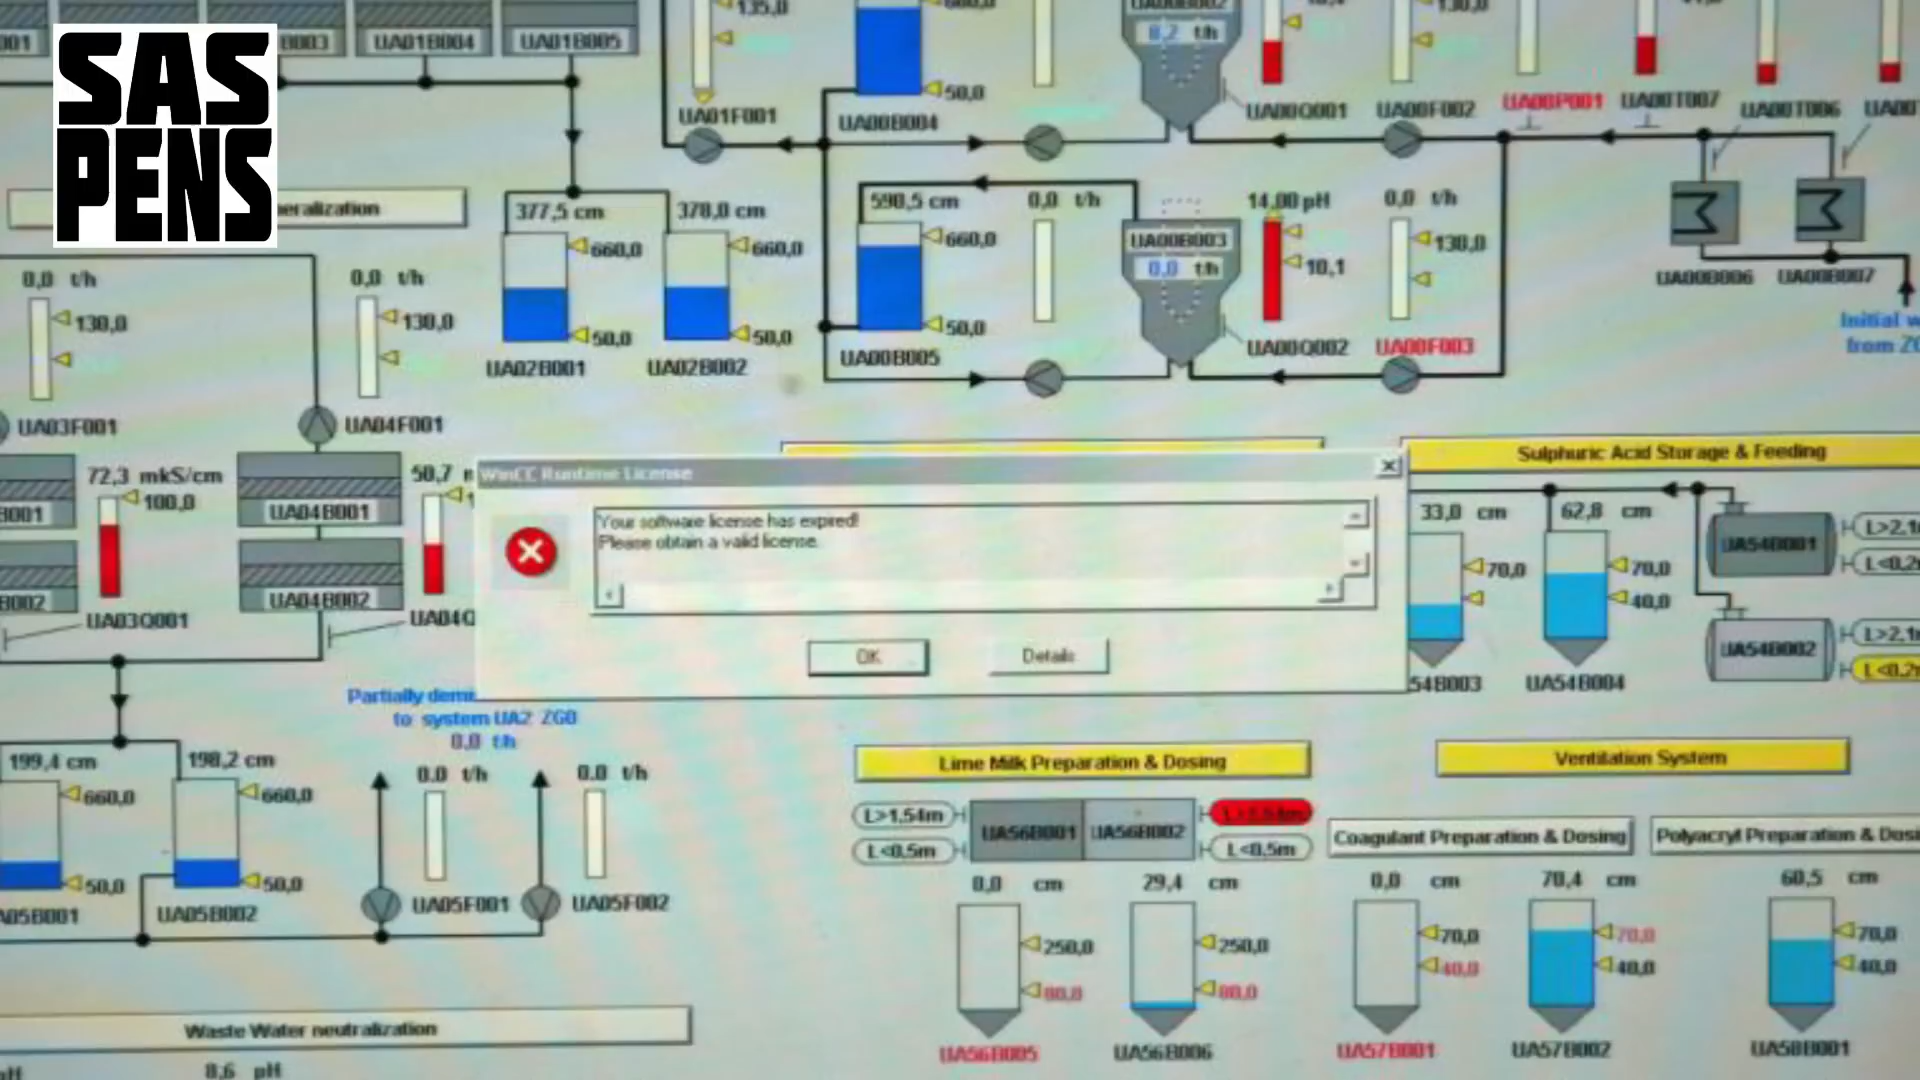 SAS
PENS
UA01B004
UA01B005
135,0
50,0
UA01F001
UA00B004
8,2 t/h
UA00Q001
UA00F002
UA00P001
UA00T007
UA00T006
377,5 cm
378,0 cm
590,5 cm
0,0 t/h
14,00 pH
0,0 t/h
660,0
660,0
660,0
UA00B003
0,0 t/h
10,1
130,0
50,0
50,0
50,0
UA02B001
UA02B002
UA00B005
UA00Q002
UA00F003
UA00B006
UA00B007
Initial
from
0,0 t/h
0,0 t/h
130,0
130,0
UA03F001
UA04F001
72,3 mkS/cm
50,7
100,0
UA04B001
UA04B002
UA03Q001
WinCC Runtime License
Your software license has expired!
Please obtain a valid license.
OK
Details
Sulphuric Acid Storage & Feeding
33,0 cm
62,8 cm
70,0
70,0
40,0
UA54B001
UA54B002
UA54B004
Partially
to system UA2 ZG0
0,0 t/h
199,4 cm
198,2 cm
0.0 t/h
0.0 t/h
660,0
660,0
50,0
50,0
UA05B002
UA05F001
UA05F002
Lime Milk Preparation & Dosing
Ventilation System
L>1,54m
UA56B001
UA56B002
L<0,5m
L<0,5m
Coagulant Preparation & Dosing
Polyacryl Preparation &
0,0 cm
29,4 cm
0,0 cm
70,4 cm
60,5 cm
250,0
250,0
70,0
70,0
70,0
80,0
80,0
40,0
40,0
40,0
UA56B005
UA56B006
UA57B001
UA57B002
UA58B001
Waste Water neutralization
8,6 pH